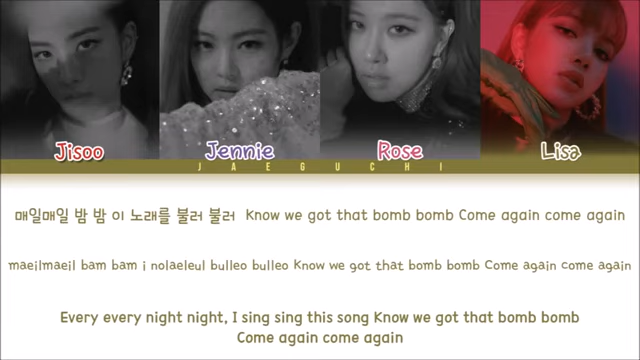 Jisoo Jennie Rose Lisa
JAEGUCHI
매일매일 밤 밤 이 노래를 불러 불러 Know we got that bomb bomb Come again come again
maeilmaeil bam bam i nolaeleul bulleo bulleo Know we got that bomb bomb Come again come again
Every every night night, I sing sing this song Know we got that bomb bomb
Come again come again